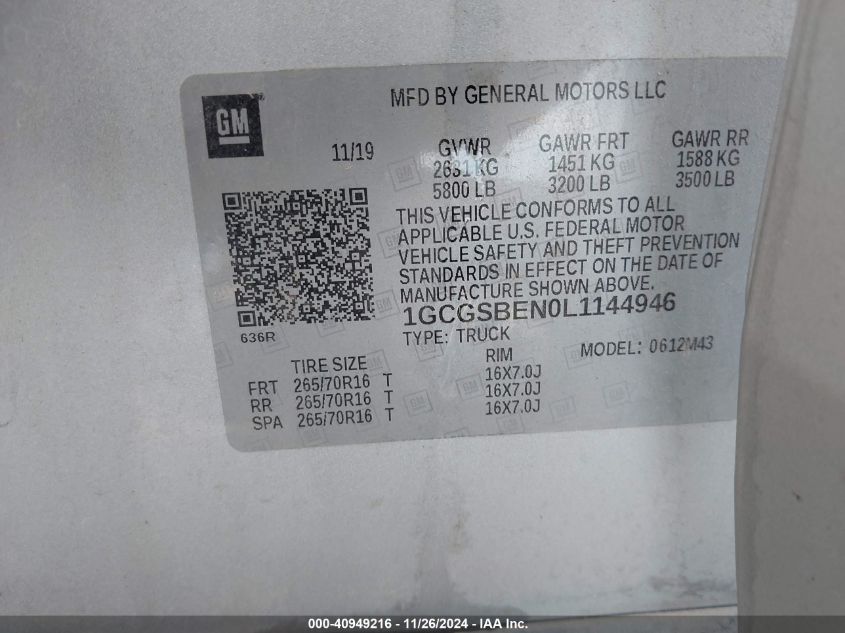 GM
MFD BY GENERAL MOTORS LLC
11/19
GVWR GAWR FRT GAWR RR
2631 KG 1451 KG 1588 KG
5800 LB 3200 LB 3500 LB
THIS VEHICLE CONFORMS TO ALL
APPLICABLE U.S. FEDERAL MOTOR
VEHICLE SAFETY AND THEFT PREVENTION
STANDARDS IN EFFECT ON THE DATE OF
MANUFACTURE SHOWN ABOVE.
1GCGSBEN0L1144946
636R
TYPE: TRUCK
MODEL: 0612M43
TIRE SIZE RIM
FRT 265/70R16 T 16X7.0J
RR 265/70R16 T 16X7.0J
SPA 265/70R16 T 16X7.0J
000-40949216 - 11/26/2024 - IAA Inc.